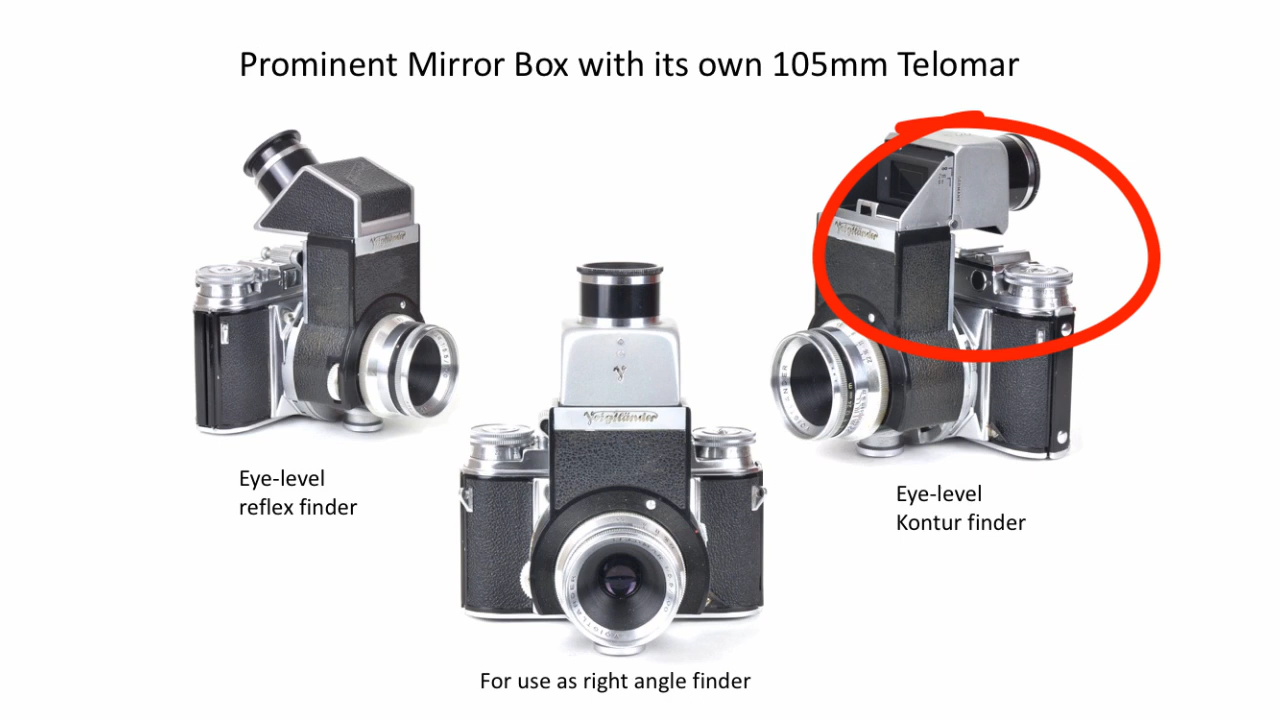 Prominent Mirror Box with its own 105mm Telomar
Voigtländer
Voigtländer
Voigtländer
Eye-level
reflex finder
Eye-level
Kontur finder
For use as right angle finder